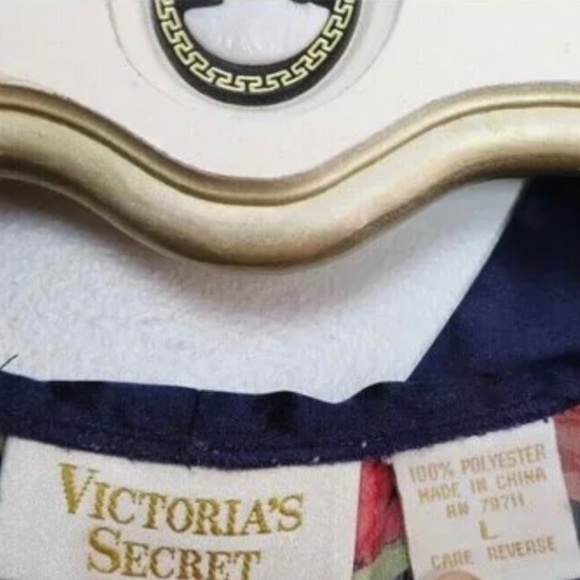 VICTORIA'S
SECRET
100% POLYESTER
MADE IN CHINA
RN 79711
L
CARE REVERSE